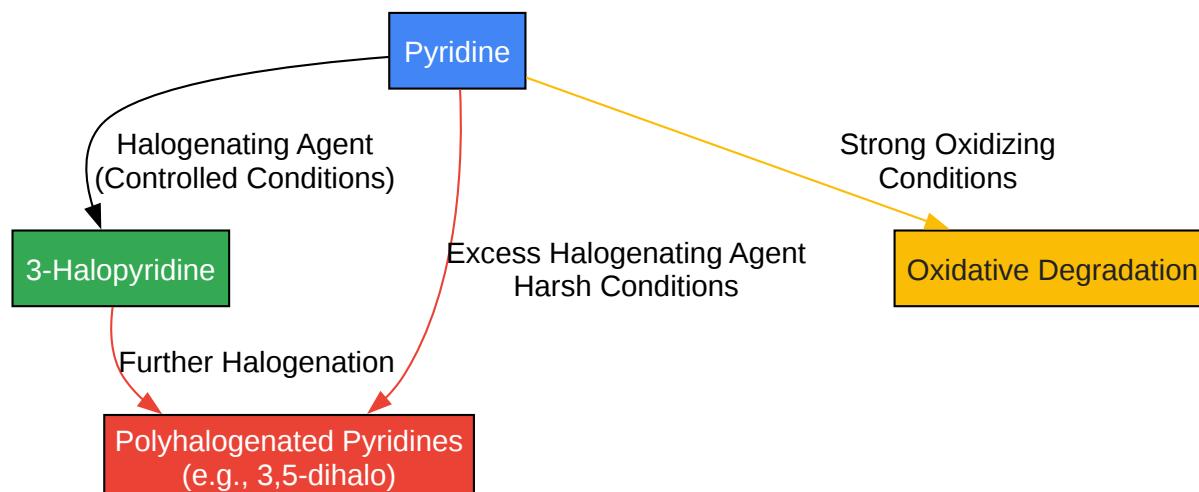 Pyridine
Halogenating Agent
(Controlled Conditions)
Strong Oxidizing
Conditions
3-Halopyridine
Excess Halogenating Agent
Harsh Conditions
Oxidative Degradation
Further Halogenation
Polyhalogenated Pyridines
(e.g., 3,5-dihalo)